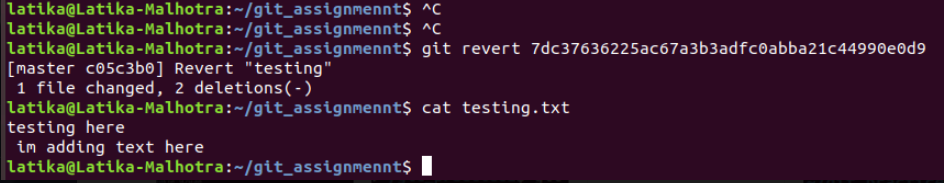 latika@Latika-Malhotra:~/git_assignmennt$ ^C
latika@Latika-Malhotra:~/git_assignmennt$ ^C
latika@Latika-Malhotra:~/git_assignmennt$ git revert 7dc37636225ac67a3b3adfc0abba21c44990e0d9
[master c05c3b0] Revert "testing"
 1 file changed, 2 deletions(-)
latika@Latika-Malhotra:~/git_assignmennt$ cat testing.txt
testing here
 im adding text here
latika@Latika-Malhotra:~/git_assignmennt$